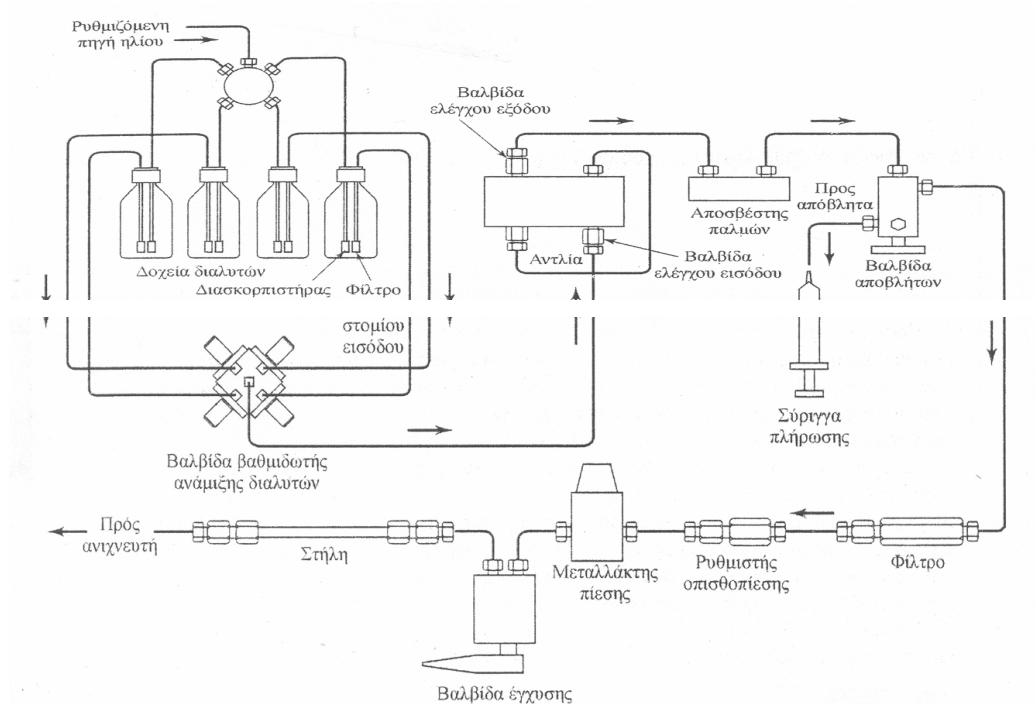 Ρυθμιζόμενη
πηγή ηλίου
Βαλβίδα
ελέγχου εξόδου
Προς
απόβλητα
Αποσβέστης
παλμών
Αντλία
Βαλβίδα
ελέγχου εισόδου
Βαλβίδα
αποβλήτων
Δοχεία διαλυτών
Διασκορπιστήρας
Φίλτρο
στομίου
εισόδου
Σύριγγα
πλήρωσης
Βαλβίδα βαθμιδωτής
ανάμιξης διαλυτών
Πρός
ανιχνευτή
Στήλη
Μεταλλάκτης
πίεσης
Ρυθμιστής
οπισθοπίεσης
Φίλτρο
Βαλβίδα έγχυσης